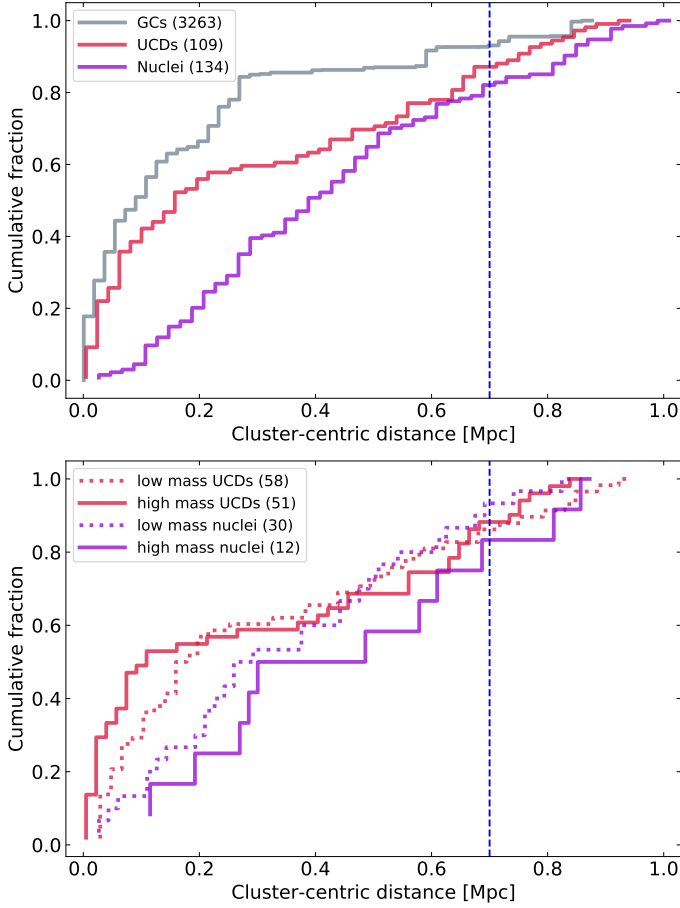 GCs (3263)
UCDs (109)
Nuclei (134)
1.0
0.8
0.6
0.4
0.2
0.0
Cumulative fraction
0.0 0.2 0.4 0.6 0.8 1.0
Cluster-centric distance [Mpc]
low mass UCDs (58)
high mass UCDs (51)
low mass nuclei (30)
high mass nuclei (12)
1.0
0.8
0.6
0.4
0.2
0.0
Cumulative fraction
0.0 0.2 0.4 0.6 0.8 1.0
Cluster-centric distance [Mpc]